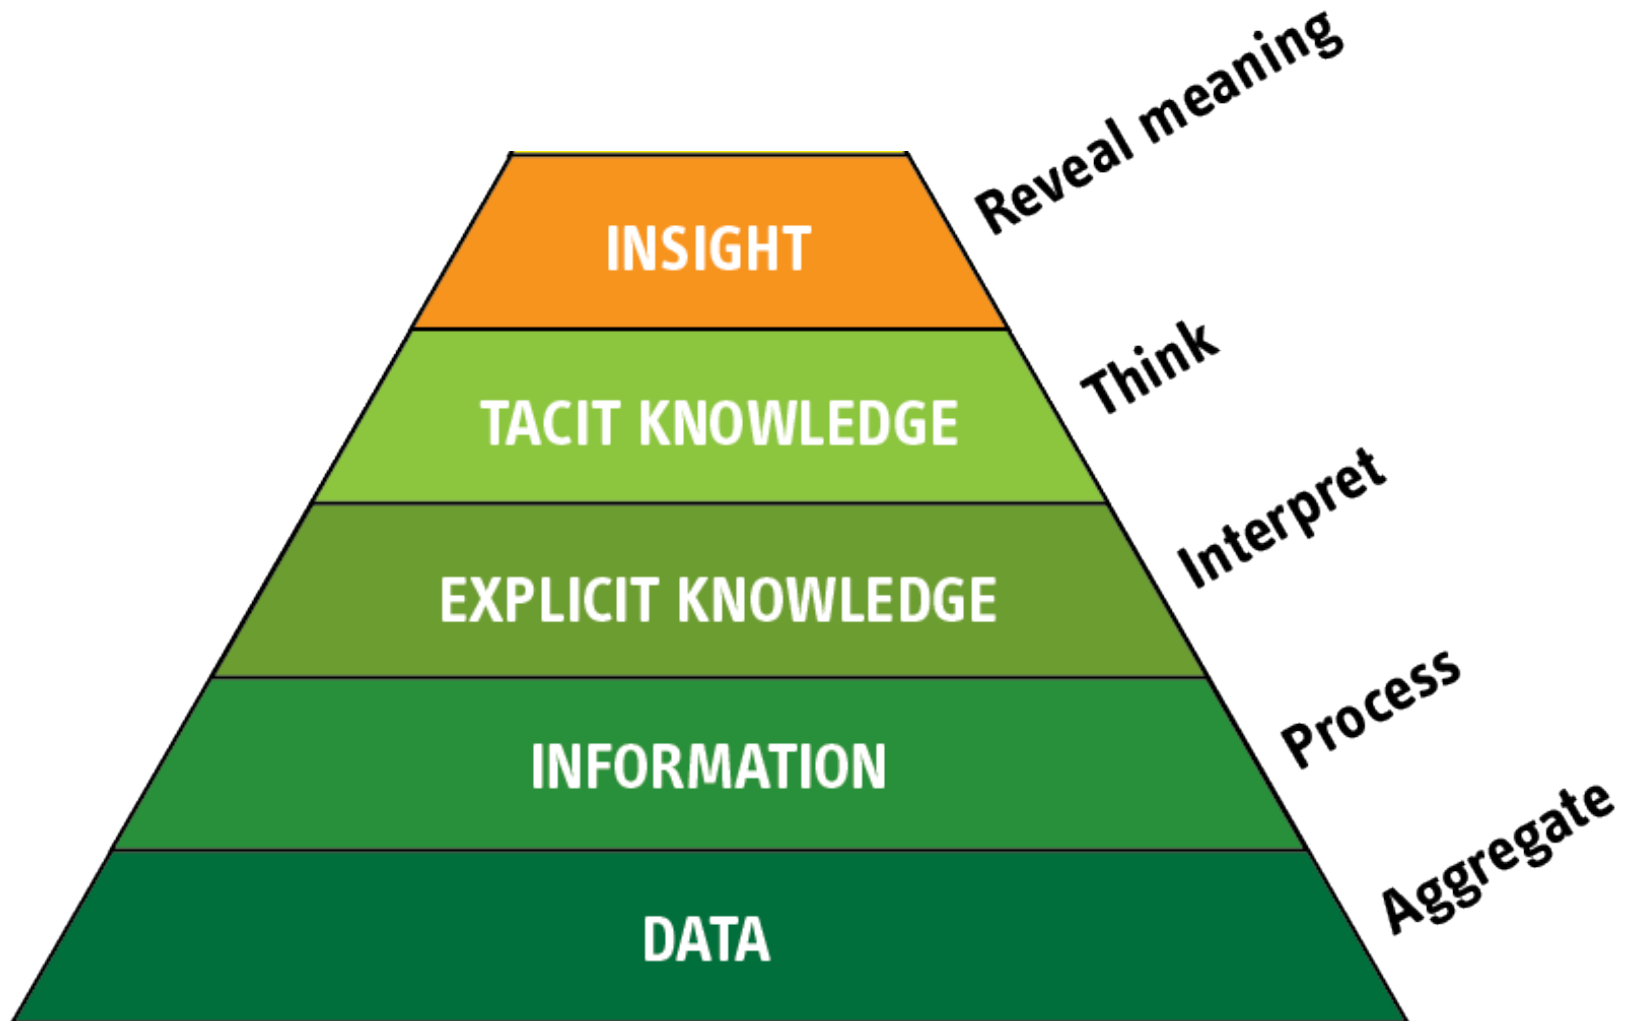 Reveal meaning
INSIGHT
Think
TACIT KNOWLEDGE
Interpret
EXPLICIT KNOWLEDGE
Process
INFORMATION
Aggregate
DATA